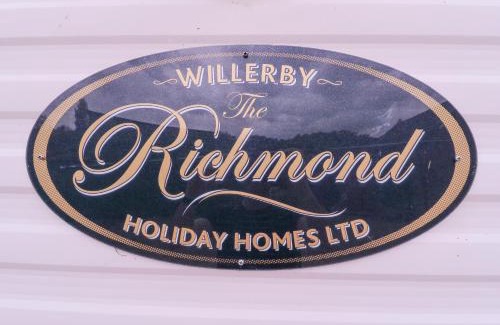 WILLERBY
The
Richmond
HOLIDAY HOMES LTD